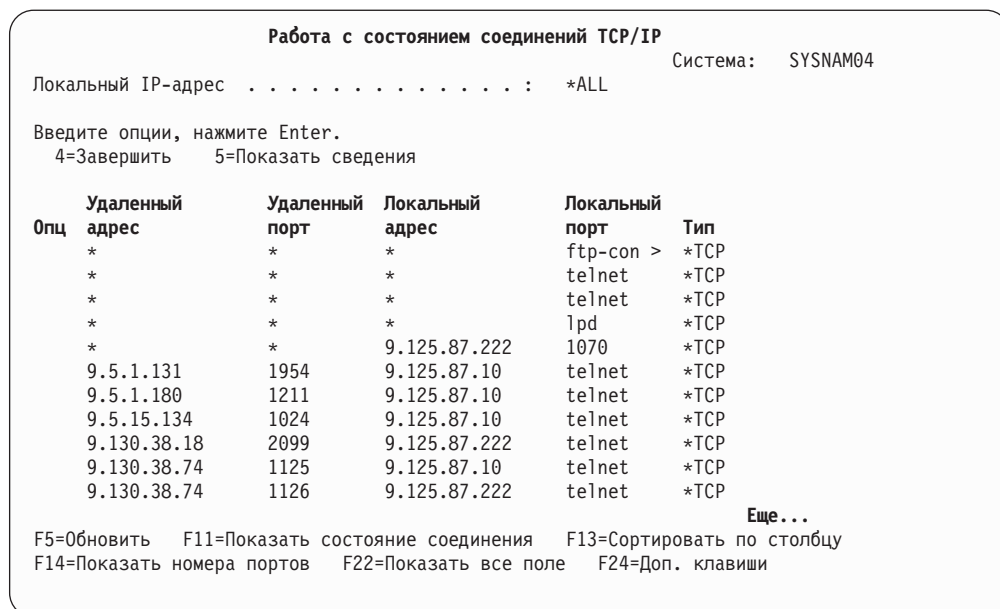 Работа с состоянием соединений TCP/IP
Система: SYSNAM04
Локальный IP-адрес . . . . . . . . . . . . . : *ALL
Введите опции, нажмите Enter.
4=Завершить 5=Показать сведения
Удаленный Удаленный Локальный Локальный
Опц адрес порт адрес порт Тип
* * * ftp-con > *TCP
* * * telnet *TCP
* * * telnet *TCP
* * * lpd *TCP
* * 9.125.87.222 1070 *TCP
9.5.1.131 1954 9.125.87.10 telnet *TCP
9.5.1.180 1211 9.125.87.10 telnet *TCP
9.5.15.134 1024 9.125.87.10 telnet *TCP
9.130.38.18 2099 9.125.87.222 telnet *TCP
9.130.38.74 1125 9.125.87.10 telnet *TCP
9.130.38.74 1126 9.125.87.222 telnet *TCP
Еще...
F5=Обновить F11=Показать состояние соединения F13=Сортировать по столбцу
F14=Показать номера портов F22=Показать все поле F24=Доп. клавиши